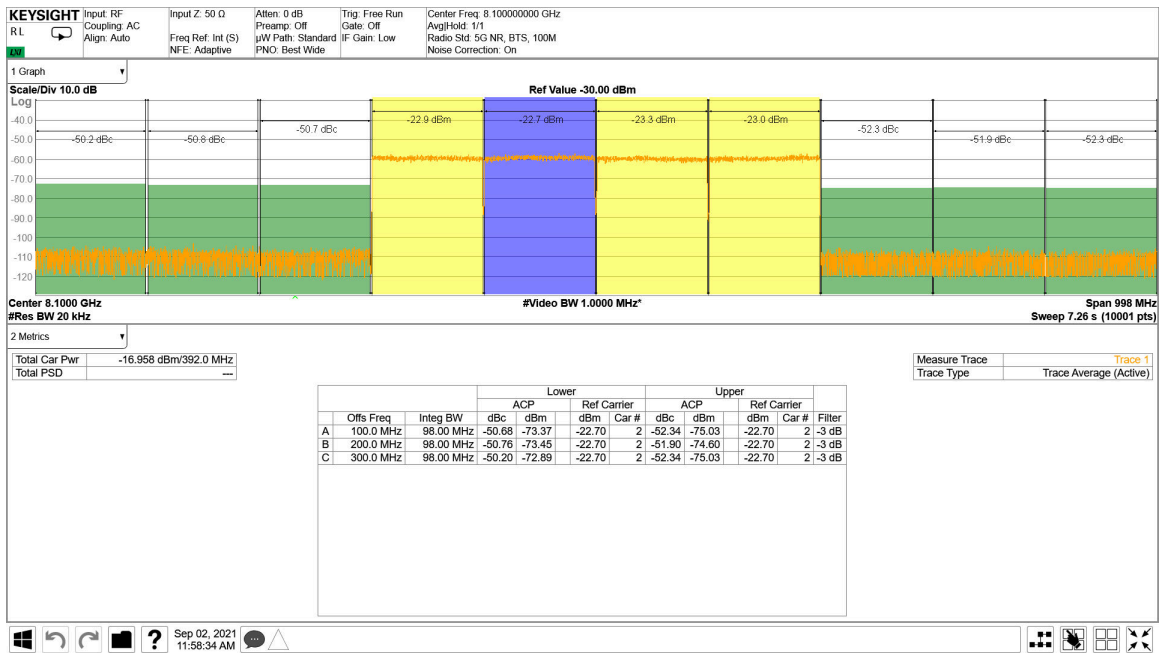 KEYSIGHT Input: RF Input Z: 50 Ω Atten: 0 dB Trig: Free Run Center Freq: 8.100000000 GHz
RL Coupling: AC Preamp: Off Gate: Off Avg|Hold: 1/1
Align: Auto Freq Ref: Int (S) µW Path: Standard IF Gain: Low Radio Std: 5G NR, BTS, 100M
LXI NFE: Adaptive PNO: Best Wide Noise Correction: On
1 Graph
Scale/Div 10.0 dB Ref Value -30.00 dBm
Log
-40.0 -22.9 dBm -22.7 dBm -23.3 dBm -23.0 dBm
-50.7 dBc -52.3 dBc
-50.0 -50.2 dBc -50.8 dBc -51.9 dBc -52.3 dBc
-60.0
-70.0
-80.0
-90.0
-100
-110
-120
Center 8.1000 GHz #Video BW 1.0000 MHz* Span 998 MHz
#Res BW 20 kHz Sweep 7.26 s (10001 pts)
2 Metrics
Total Car Pwr -16.958 dBm/392.0 MHz Measure Trace Trace 1
Total PSD --- Trace Type Trace Average (Active)
Lower Upper
ACP Ref Carrier ACP Ref Carrier
Offs Freq Integ BW dBc dBm dBm Car # dBc dBm dBm Car # Filter
A 100.0 MHz 98.00 MHz -50.68 -73.37 -22.70 2 -52.34 -75.03 -22.70 2 -3 dB
B 200.0 MHz 98.00 MHz -50.76 -73.45 -22.70 2 -51.90 -74.60 -22.70 2 -3 dB
C 300.0 MHz 98.00 MHz -50.20 -72.89 -22.70 2 -52.34 -75.03 -22.70 2 -3 dB
? Sep 02, 2021
11:58:34 AM